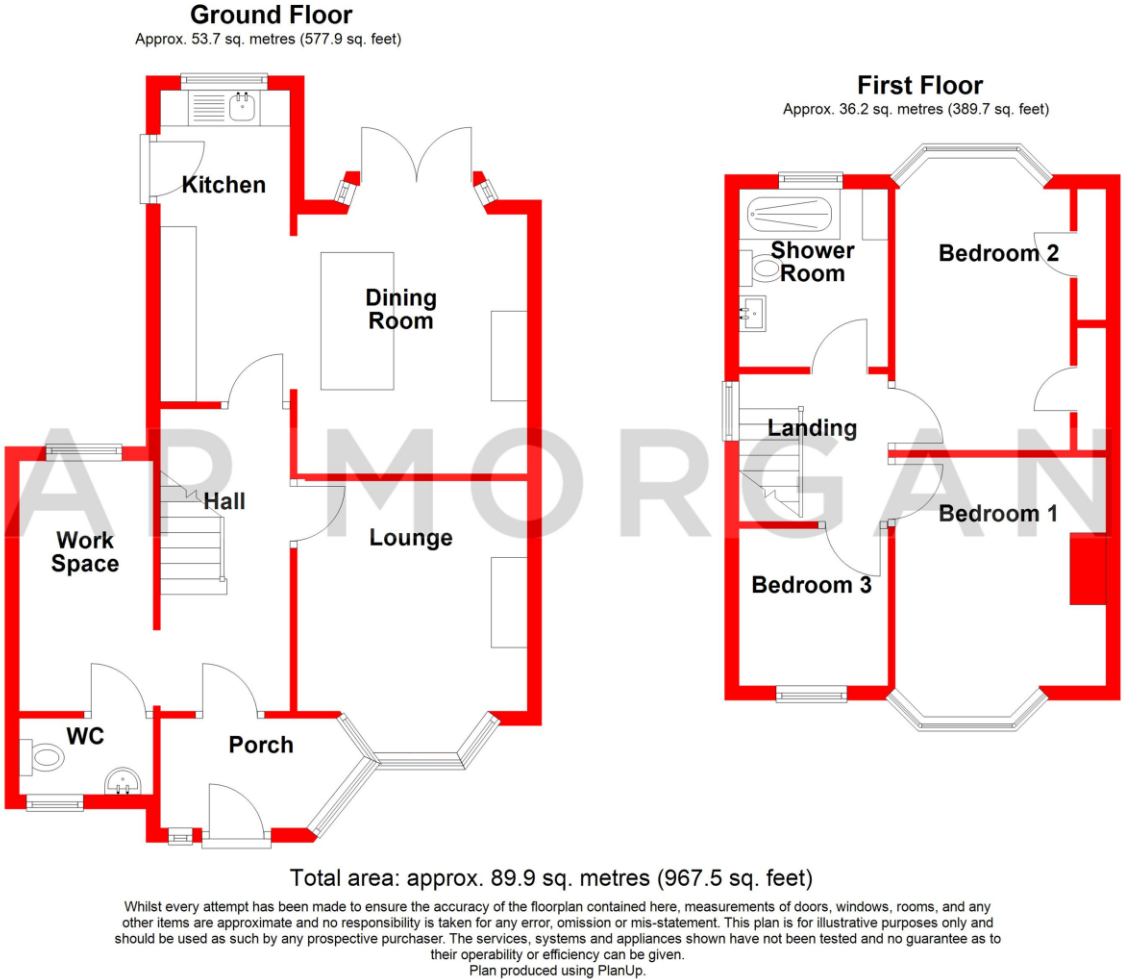 Ground Floor
Approx. 53.7 sq. metres (577.9 sq. feet)
Kitchen
Dining
Room
Hall
Work
Space
Lounge
WC
Porch
First Floor
Approx. 36.2 sq. metres (389.7 sq. feet)
Shower
Room
Bedroom 2
Landing
Bedroom 1
Bedroom 3
AP MORGAN
Total area: approx. 89.9 sq. metres (967.5 sq. feet)
Whilst every attempt has been made to ensure the accuracy of the floorplan contained here, measurements of doors, windows, rooms, and any
other items are approximate and no responsibility is taken for any error, omission or mis-statement. This plan is for illustrative purposes only and
should be used as such by any prospective purchaser. The services, systems and appliances shown have not been tested and no guarantee as to
their operability or efficiency can be given.
Plan produced using PlanUp.